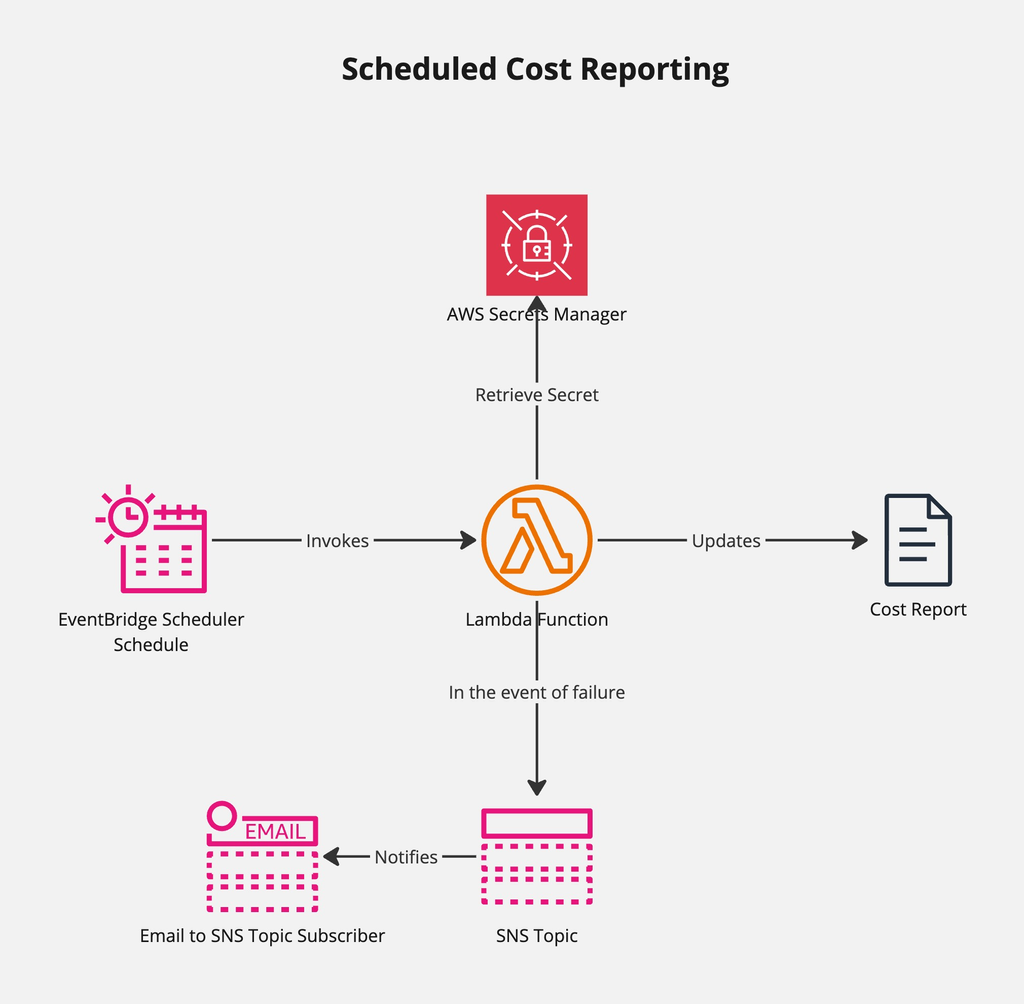 Scheduled Cost Reporting
AWS Secrets Manager
Retrieve Secret
Invokes
Updates
EventBridge Scheduler
Schedule
Lambda Function
Cost Report
In the event of failure
EMAIL
Notifies
Email to SNS Topic Subscriber
SNS Topic